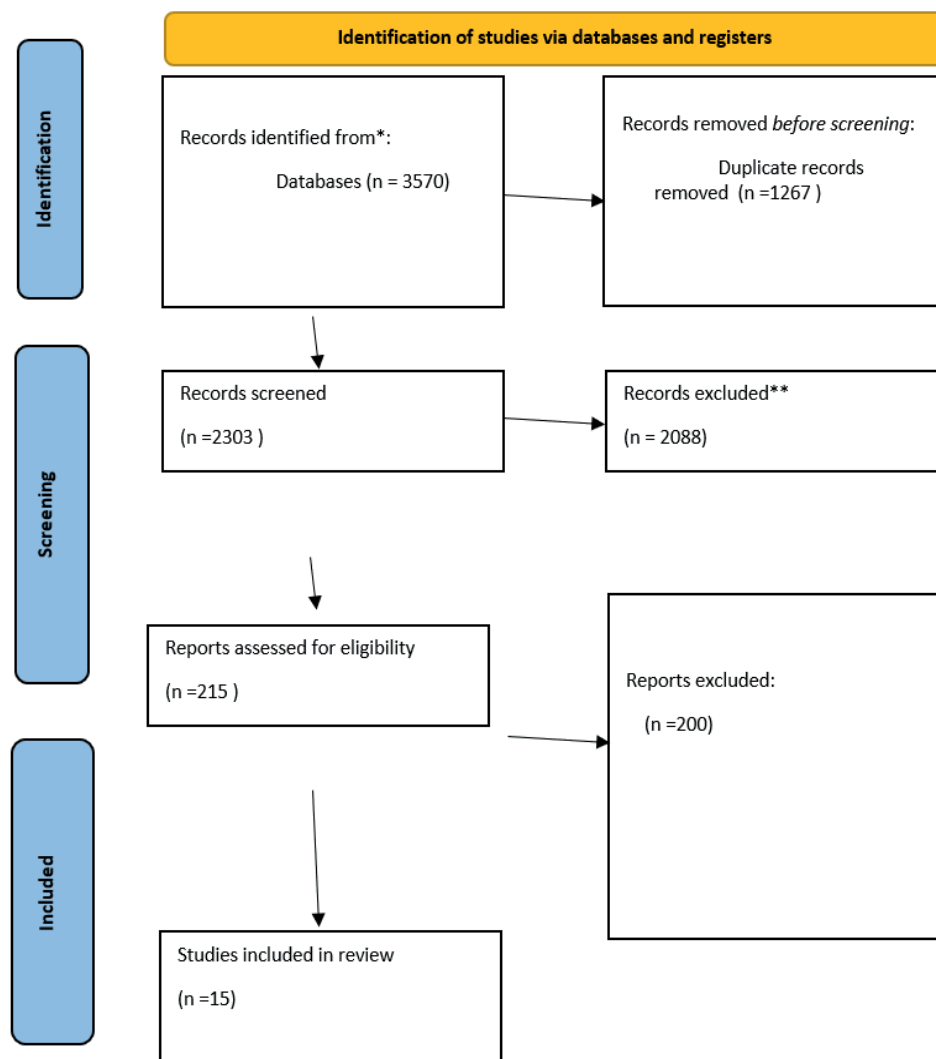 Identification of studies via databases and registers
Identification
Records identified from*:
Databases (n = 3570)
Records removed before screening:
Duplicate records
removed (n =1267 )
Screening
Records screened
(n =2303 )
Records excluded**
(n = 2088)
Reports assessed for eligibility
(n =215 )
Reports excluded:
(n =200)
Included
Studies included in review
(n =15)